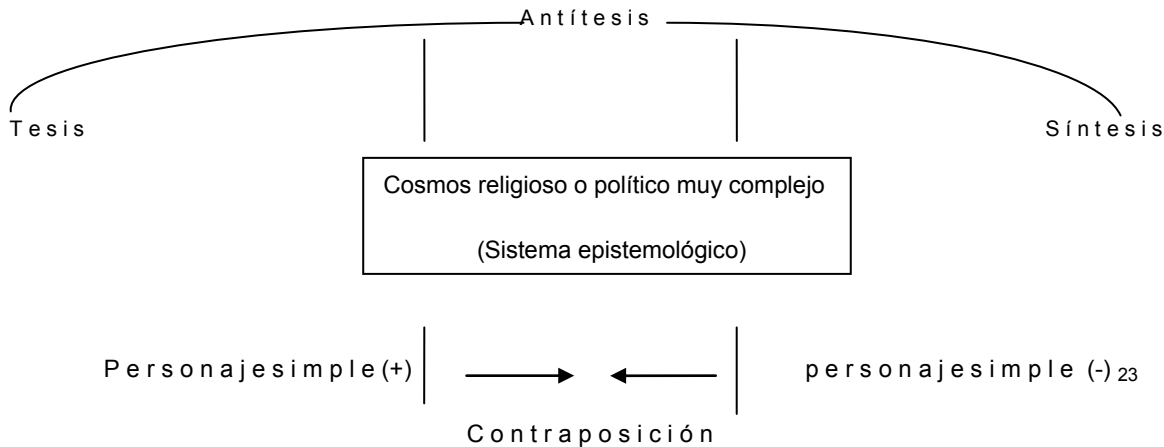 Antítesis
Tesis
Síntesis
Cosmos religioso o político muy complejo
(Sistema epistemológico)
Personajesimple(+)
personajesimple (-) 23
Contraposición